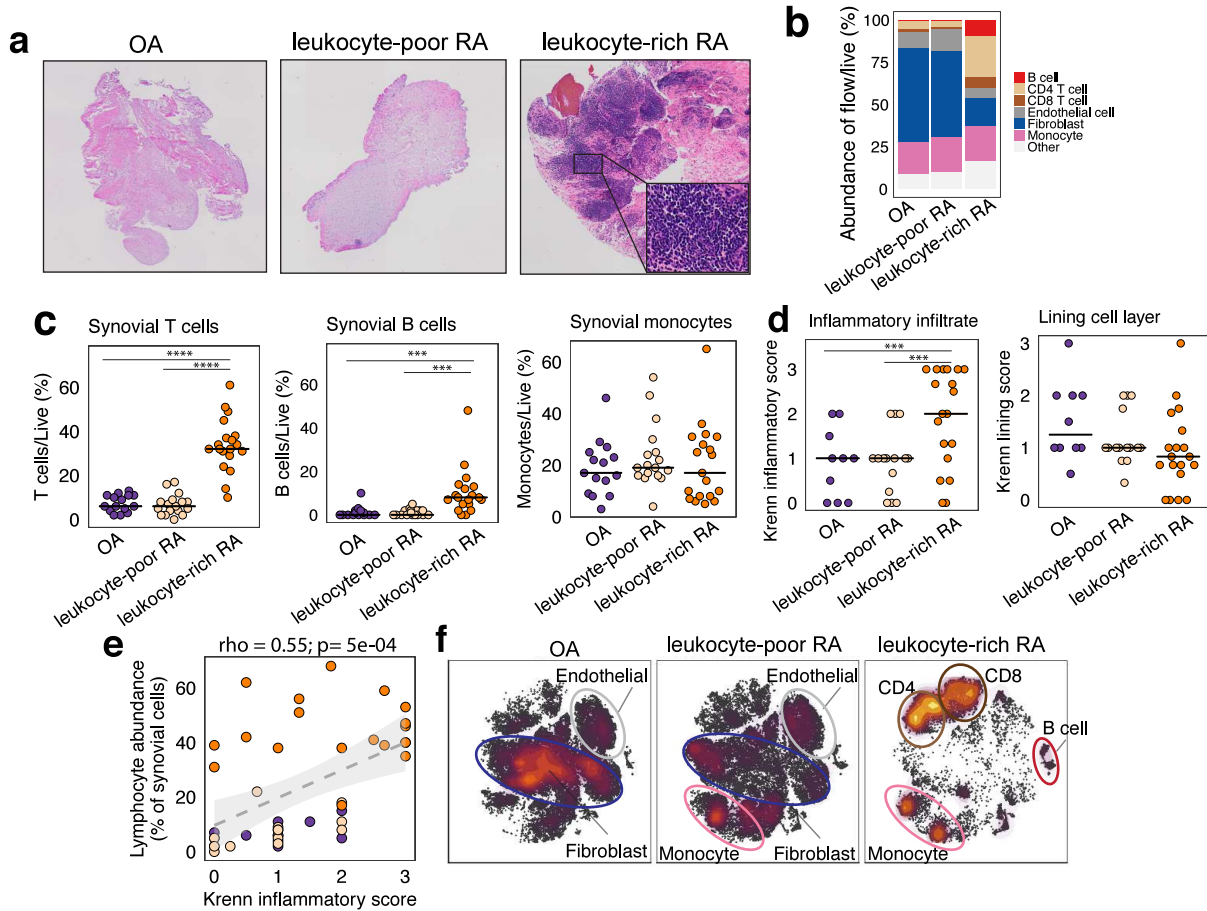 a
OA
leukocyte-poor RA
leukocyte-rich RA
b
Abundance of flow/live (%)
100
75
50
25
0
OA
leukocyte-poor RA
leukocyte-rich RA
B cell
CD4 T cell
CD8 T cell
Endothelial cell
Fibroblast
Monocyte
Other
c
Synovial T cells
****
****
T cells/Live (%)
60
40
20
0
OA
leukocyte-poor RA
leukocyte-rich RA
Synovial B cells
***
***
B cells/Live (%)
60
40
20
0
OA
leukocyte-poor RA
leukocyte-rich RA
Synovial monocytes
Monocytes/Live (%)
60
40
20
0
OA
leukocyte-poor RA
leukocyte-rich RA
d
Inflammatory infiltrate
***
***
Krenn inflammatory score
3
2
1
0
OA
leukocyte-poor RA
leukocyte-rich RA
Lining cell layer
Krenn lining score
3
2
1
0
OA
leukocyte-poor RA
leukocyte-rich RA
e
rho = 0.55; p= 5e-04
Lymphocyte abundance
(% of synovial cells)
60
40
20
0
0
1
2
3
Krenn inflammatory score
f
OA
Endothelial
Fibroblast
leukocyte-poor RA
Endothelial
Monocyte
Fibroblast
leukocyte-rich RA
CD4
CD8
B cell
Monocyte